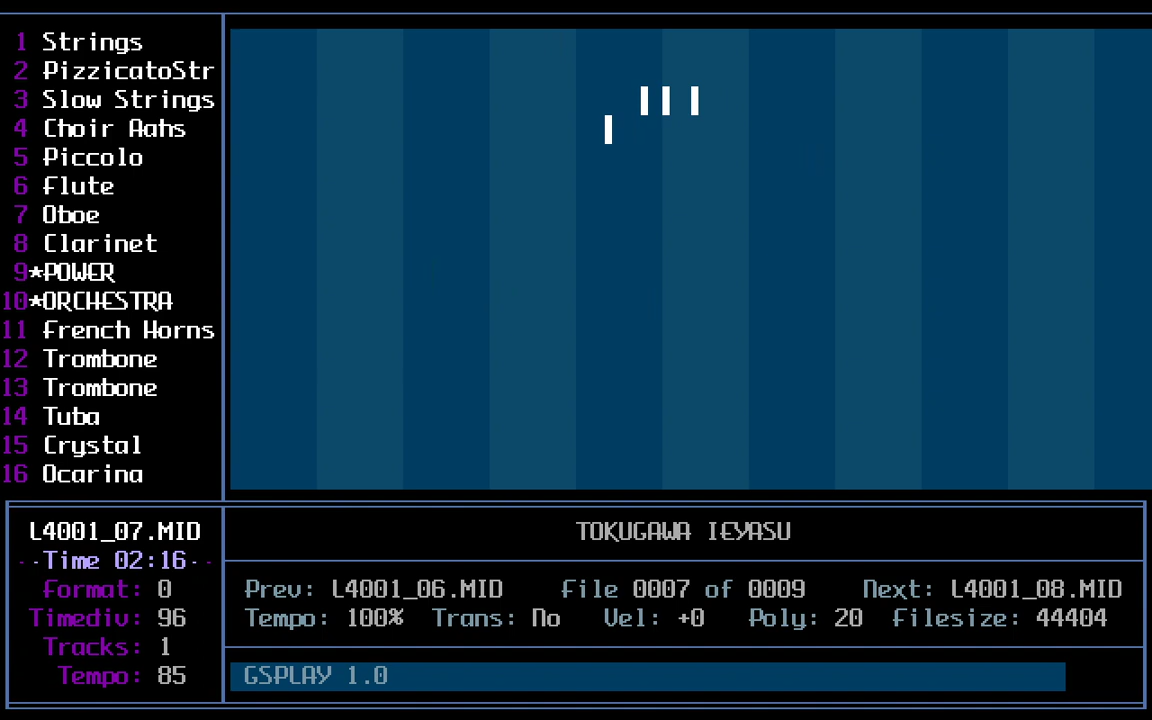 1 Strings
2 PizzicatoStr
3 Slow Strings
4 Choir Aahs
5 Piccolo
6 Flute
7 Oboe
8 Clarinet
9*POWER
10*ORCHESTRA
11 French Horns
12 Trombone
13 Trombone
14 Tuba
15 Crystal
16 Ocarina
L4001_07.MID
--Time 02:16--
Format: 0
Timediv: 96
Tracks: 1
Tempo: 85
TOKUGAWA IEYASU
Prev: L4001_06.MID File 0007 of 0009 Next: L4001_08.MID
Tempo: 100% Trans: No Vel: +0 Poly: 20 Filesize: 44404
GSPLAY 1.0